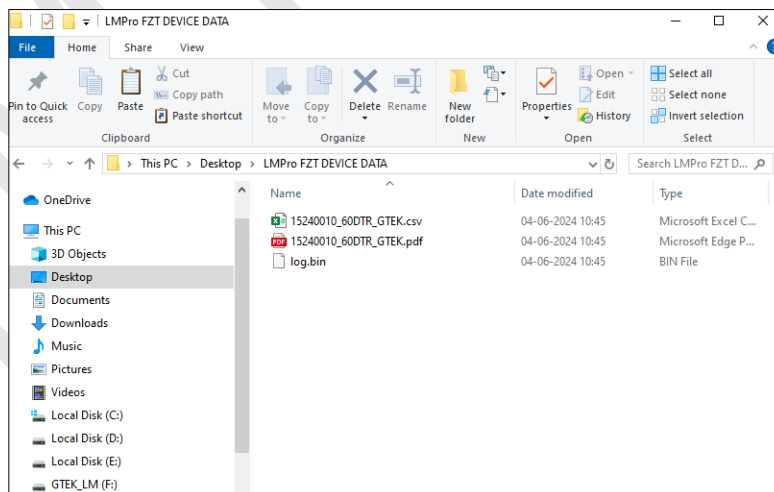 LMPro FZT DEVICE DATA
File Home Share View
Pin to Quick access
Copy
Paste
Cut
Copy path
Paste shortcut
Move to
Copy to
Delete
Rename
New folder
Properties
Open
Edit
History
Select all
Select none
Invert selection
Clipboard Organize New Open Select
This PC > Desktop > LMPro FZT DEVICE DATA
Search LMPro FZT D...
Name Date modified Type
15240010_60DTR_GTEK.csv 04-06-2024 10:45 Microsoft Excel C...
15240010_60DTR_GTEK.pdf 04-06-2024 10:45 Microsoft Edge P...
log.bin 04-06-2024 10:45 BIN File
OneDrive
This PC
3D Objects
Desktop
Documents
Downloads
Music
Pictures
Videos
Local Disk (C:)
Local Disk (D:)
Local Disk (E:)
GTEK_LM (F:)